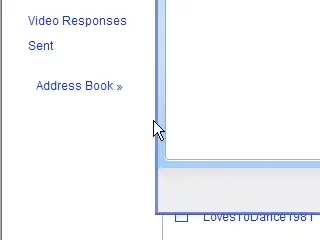 Video Responses
Sent
Address Book »
LovesToDance1981